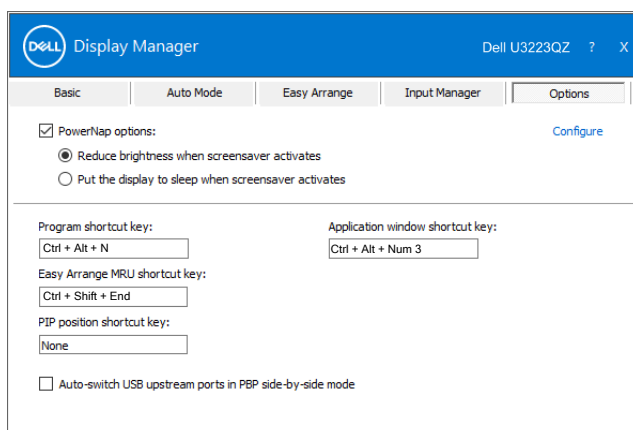 DELL Display Manager Dell U3223QZ ? X
Basic Auto Mode Easy Arrange Input Manager Options
PowerNap options: Configure
Reduce brightness when screensaver activates
Put the display to sleep when screensaver activates
Program shortcut key: Application window shortcut key:
Ctrl + Alt + N Ctrl + Alt + Num 3
Easy Arrange MRU shortcut key:
Ctrl + Shift + End
PIP position shortcut key:
None
Auto-switch USB upstream ports in PBP side-by-side mode